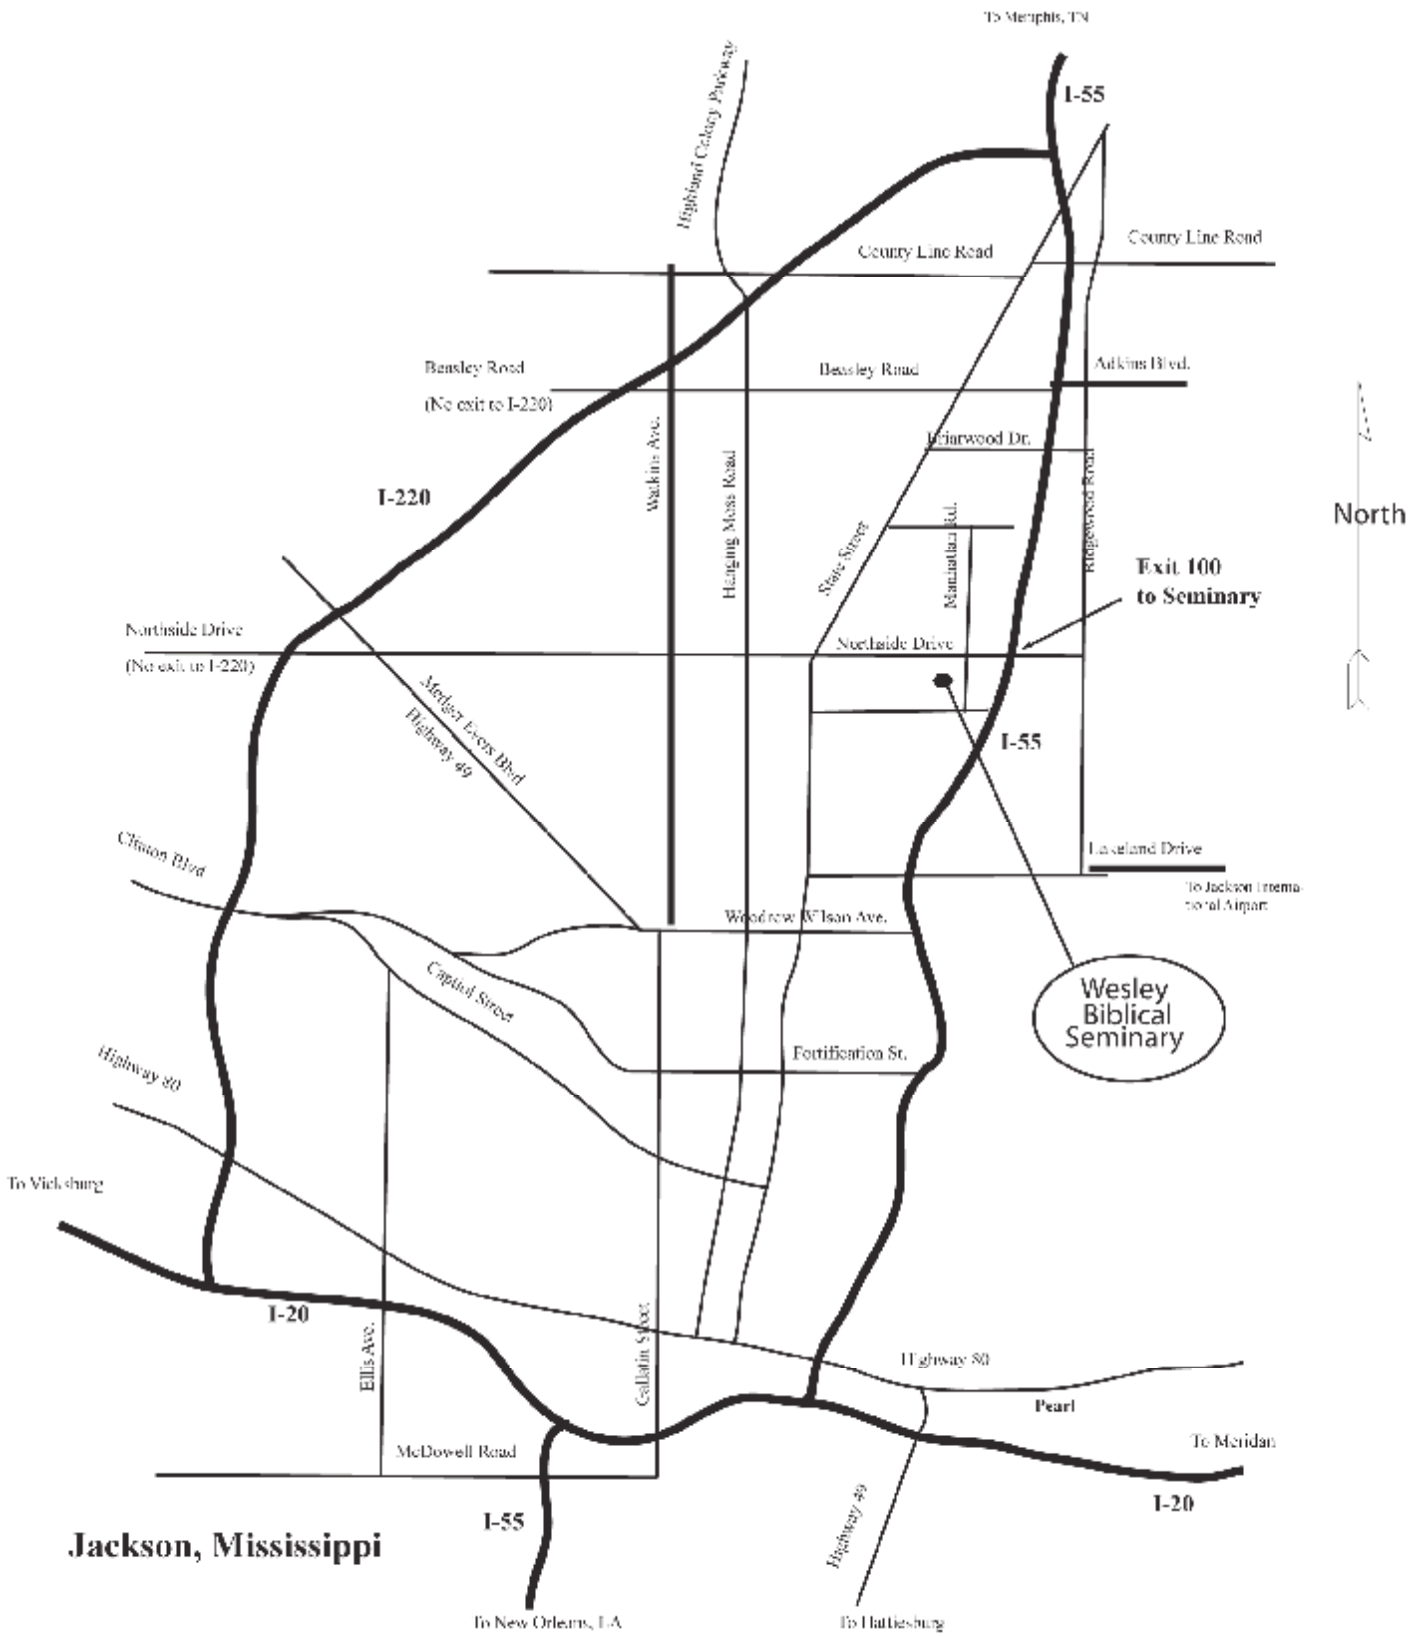 To Memphis, TN
I-55
Highland Colony Parkway
County Line Road
County Line Road
Beasley Road
(No exit to I-220)
Beasley Road
Adkins Blvd.
Briarwood Dr.
Watkins Ave.
Hanging Moss Road
State Street
Manhattan Rd.
Ridgewood Road
I-220
North
Exit 100
to Seminary
Northside Drive
(No exit to I-220)
Northside Drive
Medger Evers Blvd
Highway 49
I-55
Clinton Blvd
Lakeland Drive
To Jackson Interna-
tional Airport
Woodrow Wilson Ave.
Capitol Street
Wesley
Biblical
Seminary
Fortification St.
Highway 80
To Vicksburg
I-20
Ellis Ave.
Gallatin Street
Highway 80
Pearl
McDowell Road
To Meridan
I-20
I-55
Highway 49
Jackson, Mississippi
To New Orleans, LA
To Hattiesburg